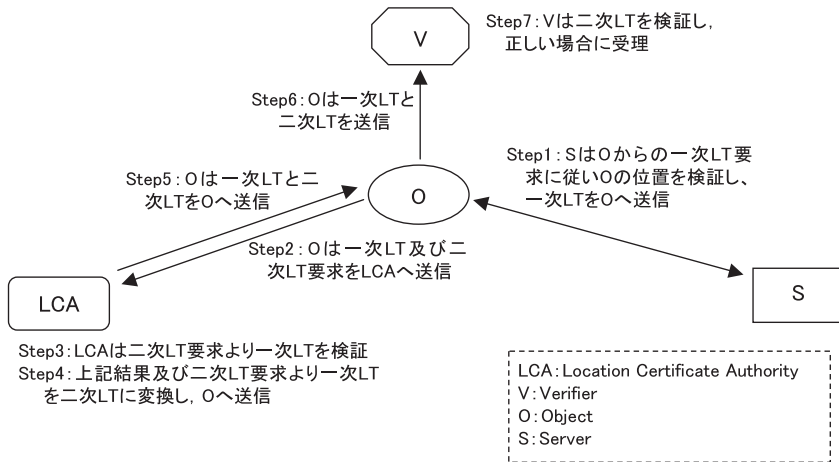 V
Step7:Vは二次LTを検証し,
正しい場合に受理
Step6:Oは一次LTと
二次LTを送信
Step5:Oは一次LTと二
次LTをOへ送信
O
Step1:SはOからの一次LT要
求に従いOの位置を検証し、
一次LTをOへ送信
Step2:Oは一次LT及び二
次LT要求をLCAへ送信
LCA
S
Step3:LCAは二次LT要求より一次LTを検証
Step4:上記結果及び二次LT要求より一次LT
を二次LTに変換し,Oへ送信
LCA:Location Certificate Authority
V:Verifier
O:Object
S:Server